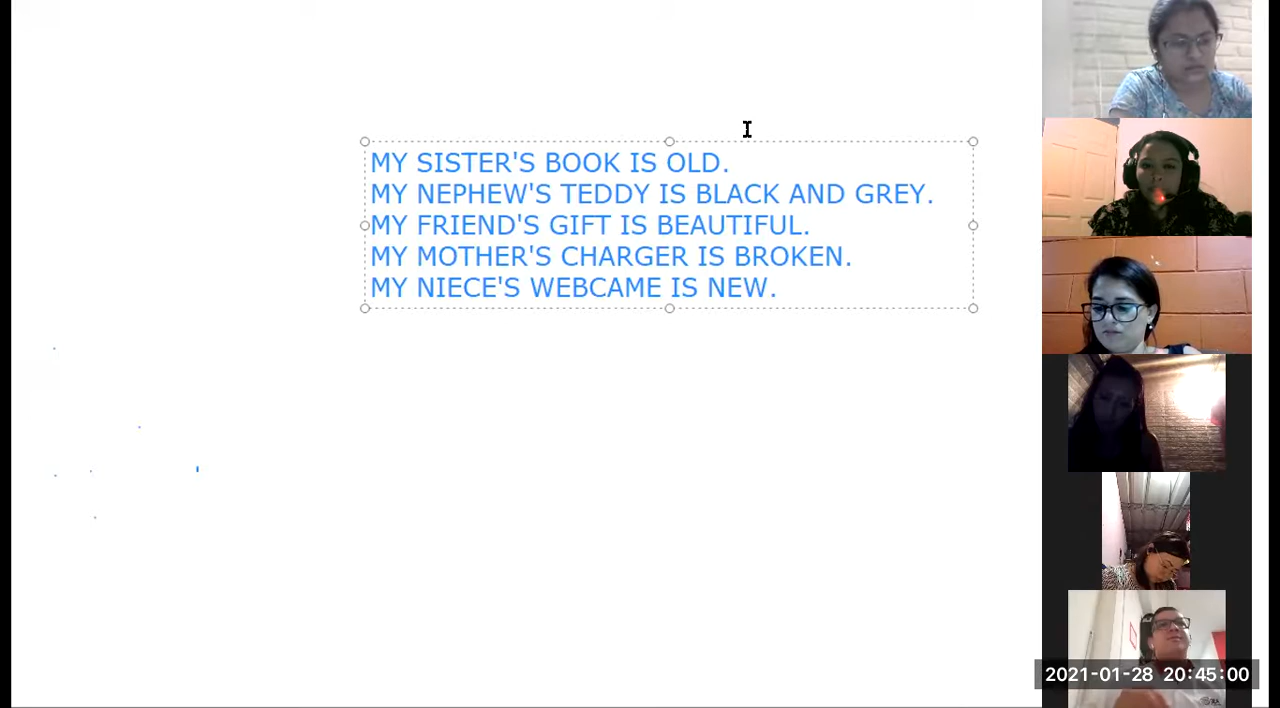 MY SISTER'S BOOK IS OLD.
MY NEPHEW'S TEDDY IS BLACK AND GREY.
MY FRIEND'S GIFT IS BEAUTIFUL.
MY MOTHER'S CHARGER IS BROKEN.
MY NIECE'S WEBCAME IS NEW.
2021-01-28 20:45:00